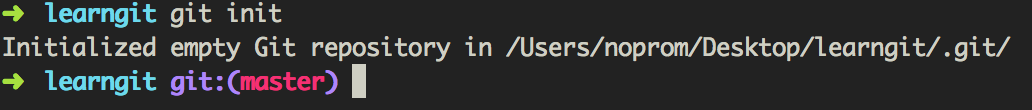 ➜ learngit git init
Initialized empty Git repository in /Users/noprom/Desktop/learngit/.git/
➜ learngit git:(master)